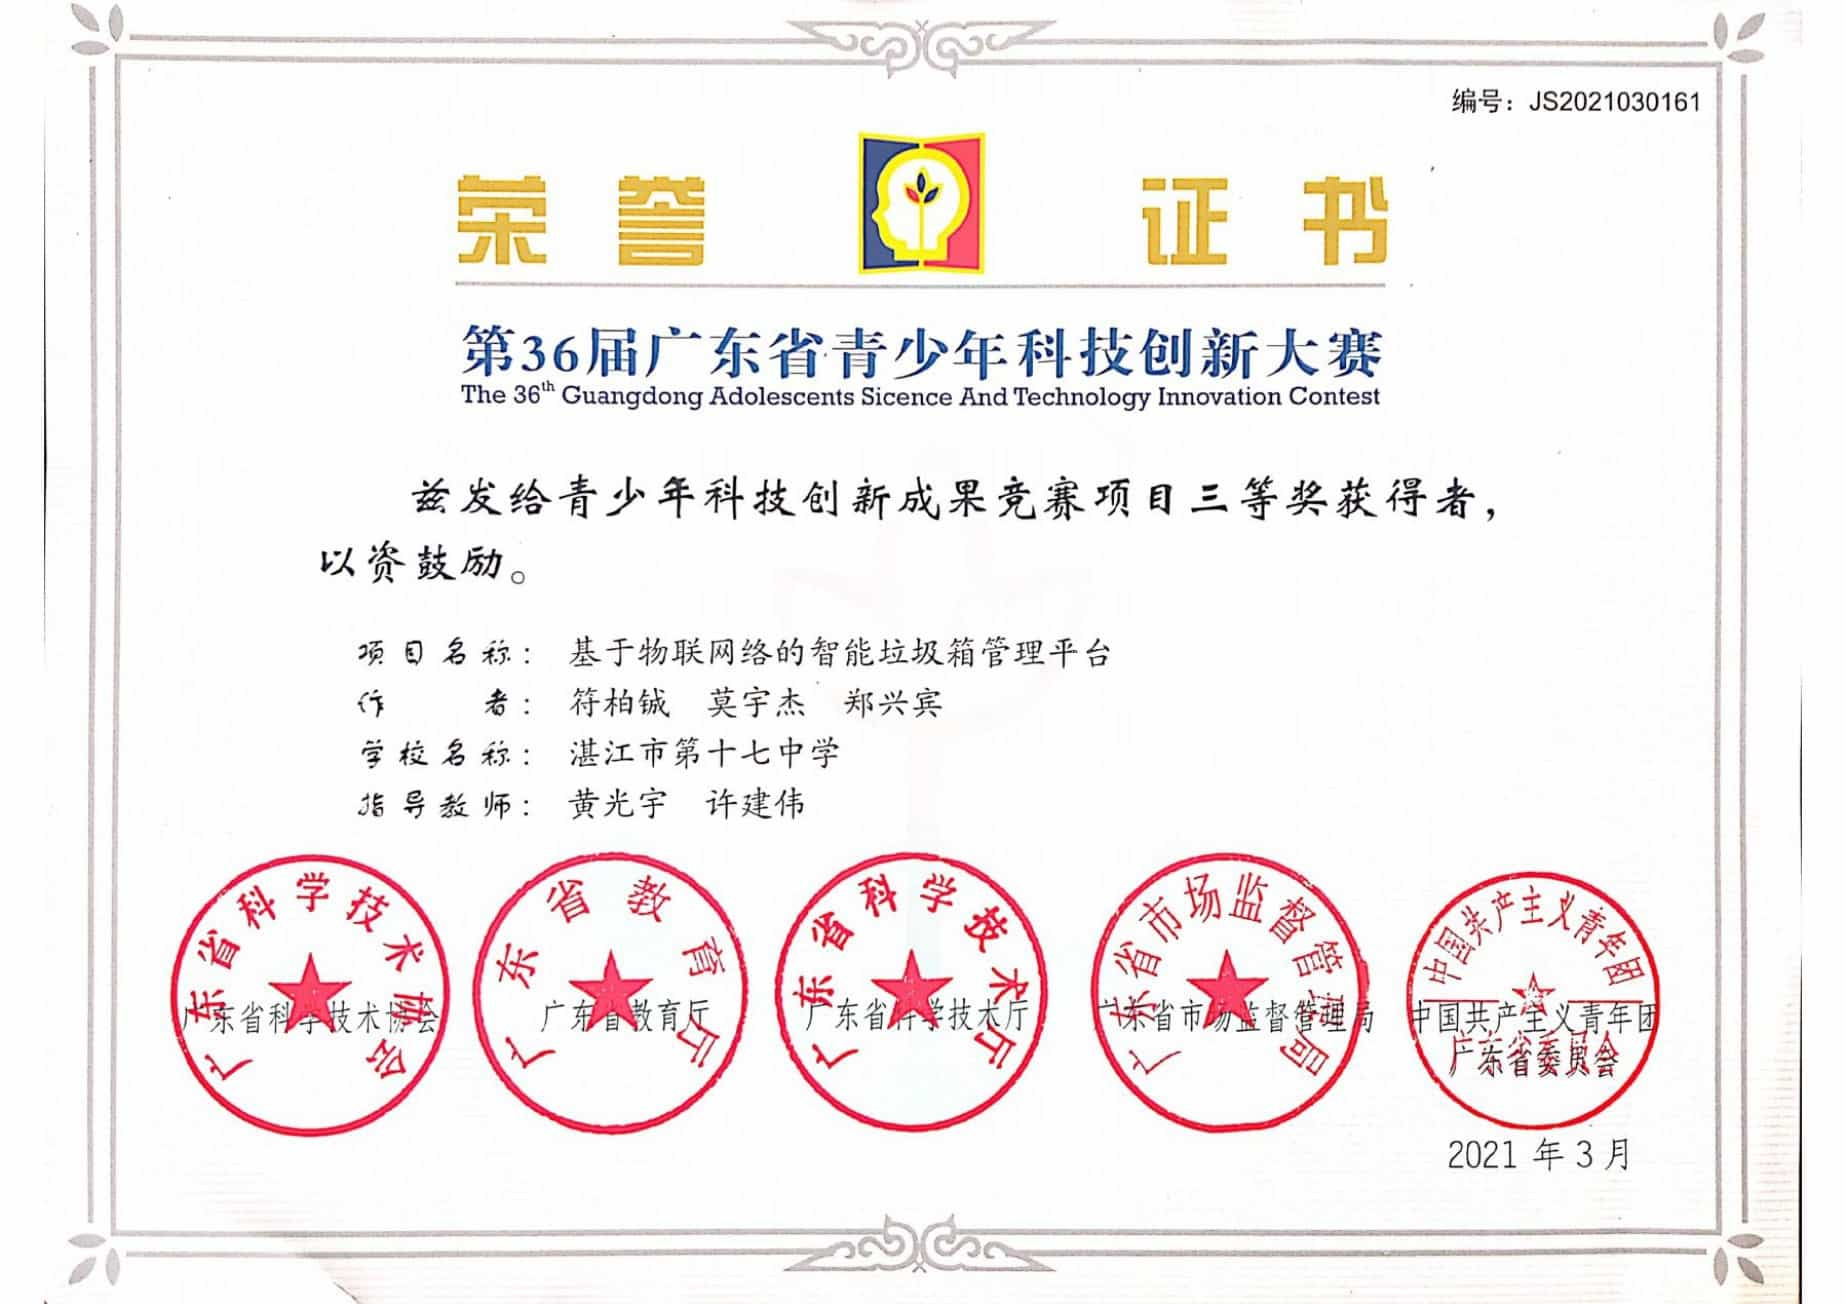 编号：JS2021030161
荣誉证书
第36届广东省青少年科技创新大赛
The 36th Guangdong Adolescents Sicence And Technology Innovation Contest
兹发给青少年科技创新成果竞赛项目三等奖获得者，
以资鼓励。
项目名称：基于物联网络的智能垃圾箱管理平台
作者：符柏铖 莫宇杰 郑兴宾
学校名称：湛江市第十七中学
指导教师：黄光宇 许建伟
广东省科学技术协会
广东省教育厅
广东省科学技术厅
广东省市场监督管理局
中国共产主义青年团
广东省委员会
广东省科学技术协会 广东省教育厅 广东省科学技术厅 广东省市场监督管理局 中国共产主义青年团
广东省委员会
2021 年 3 月